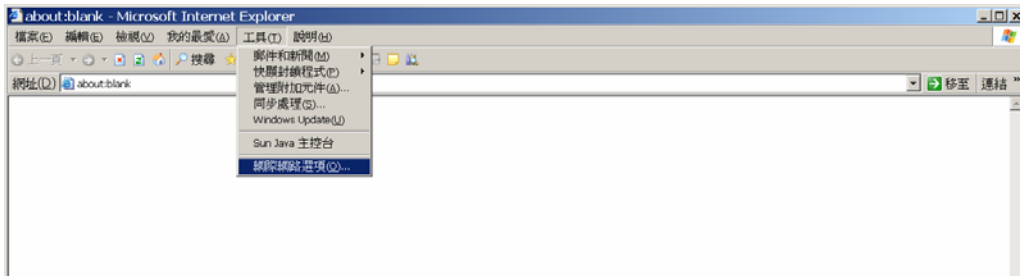 about:blank - Microsoft Internet Explorer
檔案(E) 編輯(E) 檢視(V) 我的最愛(A) 工具(T) 說明(H)
上一頁 搜尋
郵件和新聞(M)
快顯封鎖程式(P)
管理附加元件(A)...
同步處理(S)...
Windows Update(U)
Sun Java 主控台
網際網路選項(O)...
網址(D) about:blank 移至 連結 »